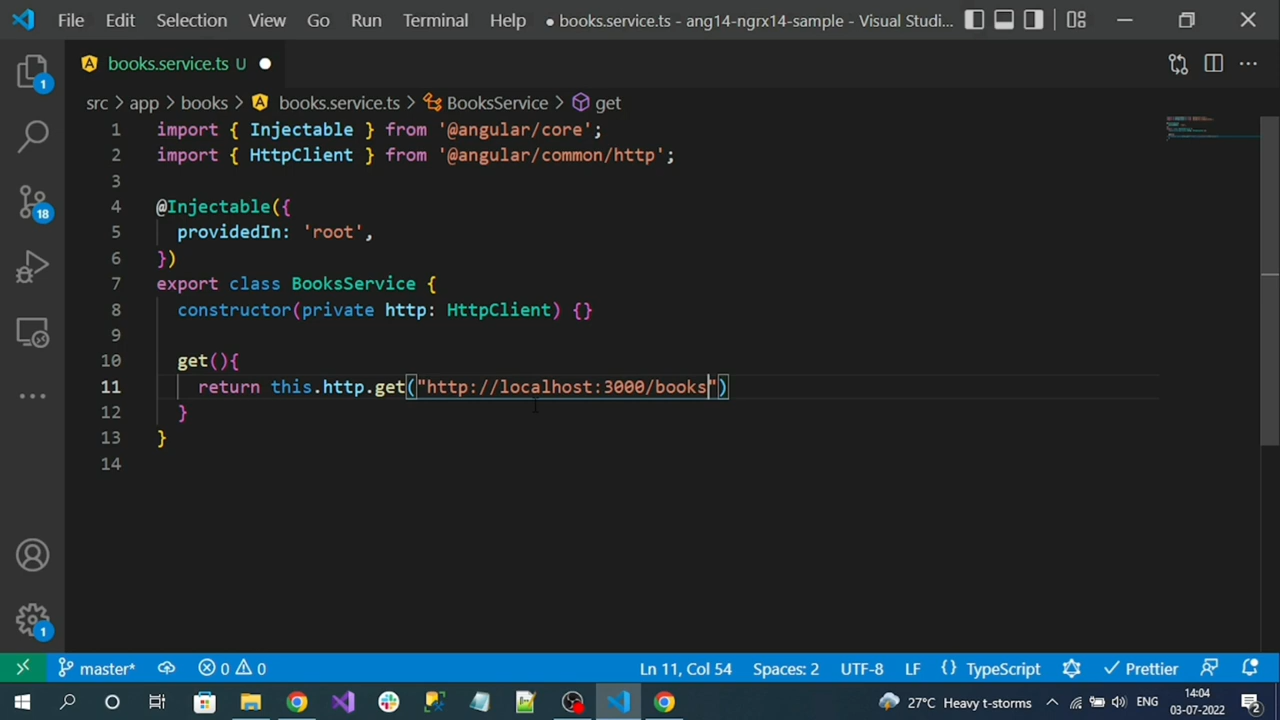 File Edit Selection View Go Run Terminal Help ● books.service.ts - ang14-ngrx14-sample - Visual Studi...
books.service.ts U ●
src > app > books > books.service.ts > BooksService > get
1 import { Injectable } from '@angular/core';
2 import { HttpClient } from '@angular/common/http';
3
4 @Injectable({
5 providedIn: 'root',
6 })
7 export class BooksService {
8 constructor(private http: HttpClient) {}
9
10 get(){
11 return this.http.get("http://localhost:3000/books")
12 }
13 }
14
1
18
1
master* 0 0 Ln 11, Col 54 Spaces: 2 UTF-8 LF {} TypeScript Prettier
27°C Heavy t-storms ENG 14:04
03-07-2022 2